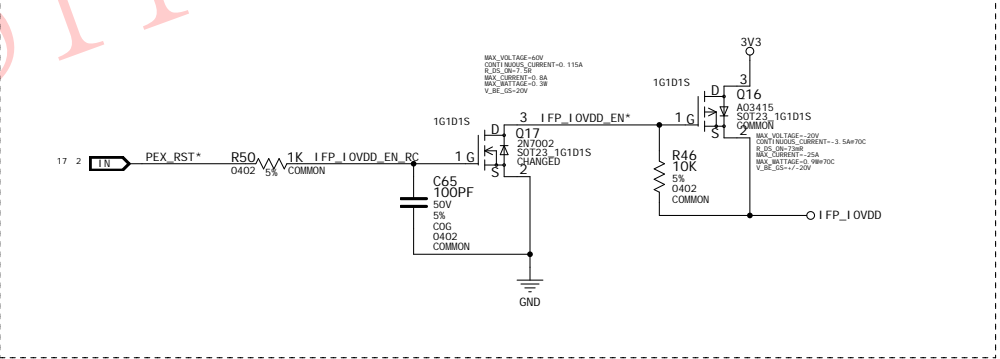 3V3
MAX_VOLTAGE=60V
CONTINUOUS_CURRENT=0.115A
R_DS_ON=7.5R
MAX_CURRENT=0.8A
MAX_WATTAGE=0.3W
V_BE_GS=20V
1G1D1S
3
D
Q16
AO3415
SOT23_1G1D1S
COMMON
1 G
S
2
MAX_VOLTAGE=-20V
CONTINUOUS_CURRENT=-3.5A@70C
R_DS_ON=73mR
MAX_CURRENT=-25A
MAX_WATTAGE=0.9W@70C
V_BE_GS=+/-20V
1G1D1S
3
IFP_IOVDD_EN*
D
Q17
2N7002
SOT23_1G1D1S
CHANGED
1 G
S
2
17 2
IN
PEX_RST*
R50
1K
IFP_IOVDD_EN_RC
0402
5%
COMMON
C65
100PF
50V
5%
COG
0402
COMMON
R46
10K
5%
0402
COMMON
IFP_IOVDD
GND